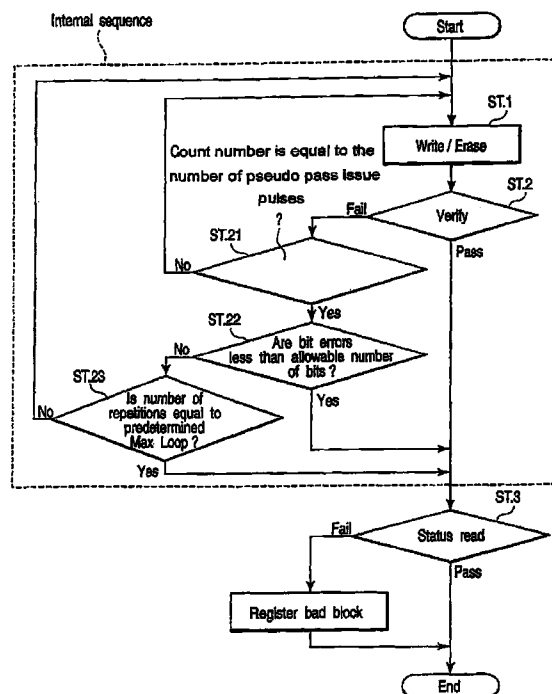 Internal sequence
Start
ST.1
Write / Erase
Count number is equal to the
number of pseudo pass issue
pulses
?
ST.2
Fail
Verify
Pass
ST.21
No
Yes
ST.22
No
Are bit errors
less than allowable number
of bits ?
Yes
ST.23
Is number of
repetitions equal to
predetermined
Max Loop ?
No
Yes
ST.3
Fail
Status read
Pass
Register bad block
End